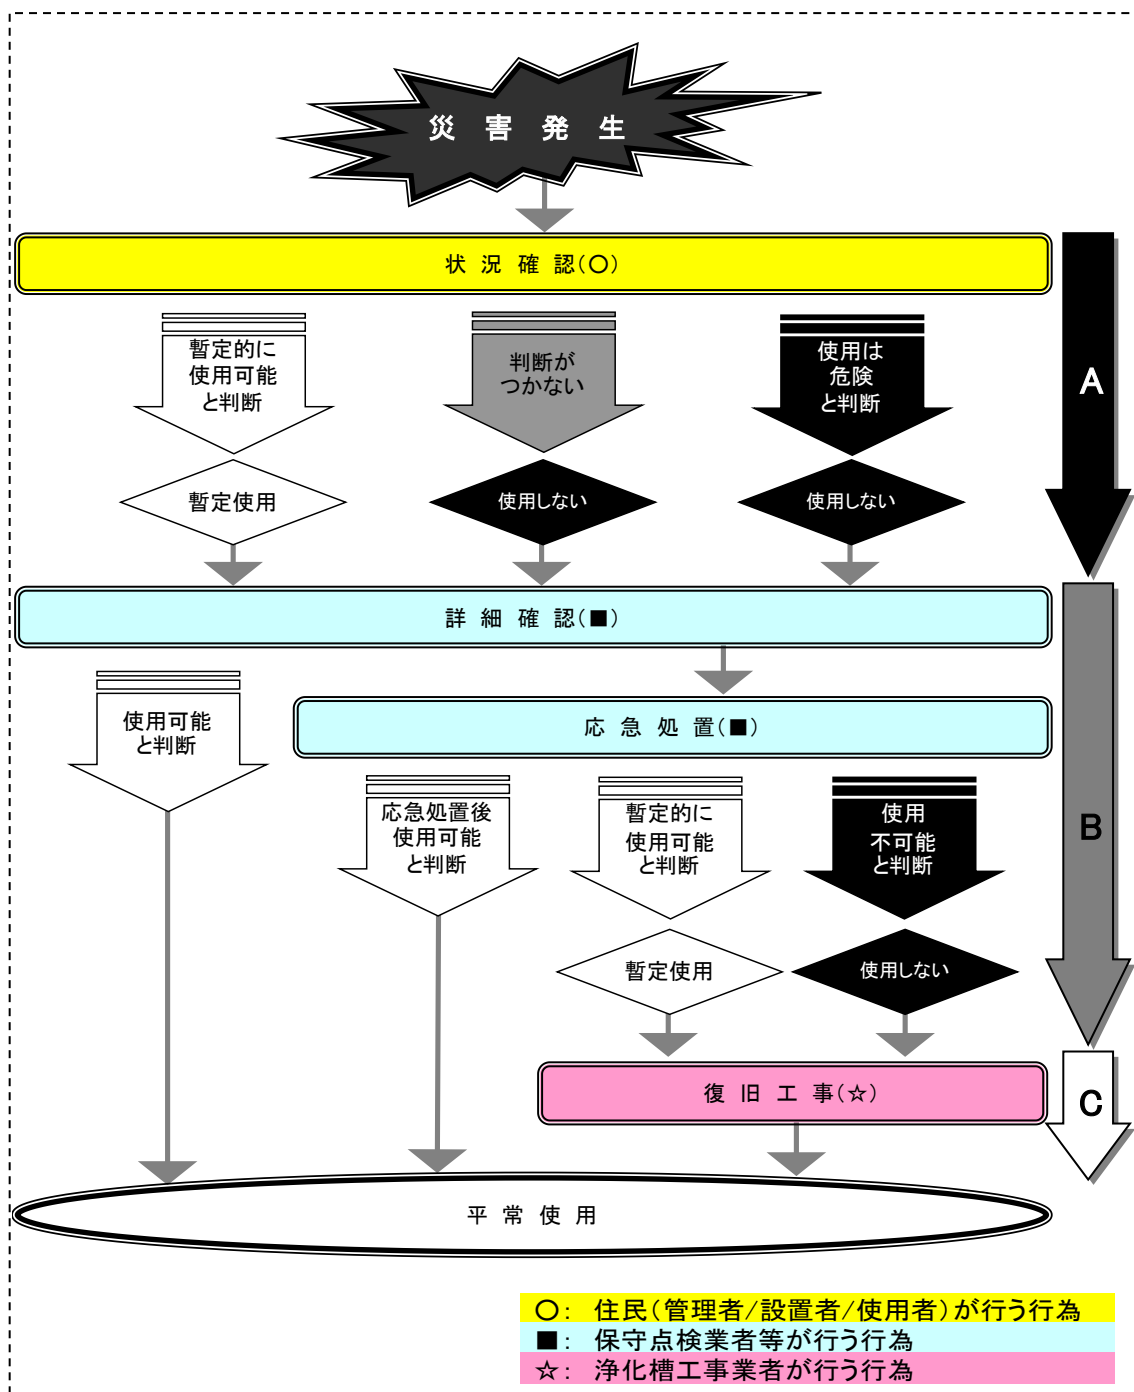 災 害 発 生
状 況 確 認(○)
暫定的に
使用可能
と判断
判断が
つかない
使用は
危険
と判断
A
暫定使用
使用しない
使用しない
詳 細 確 認(■)
使用可能
と判断
応 急 処 置(■)
応急処置後
使用可能
と判断
暫定的に
使用可能
と判断
使用
不可能
と判断
B
暫定使用
使用しない
復 旧 工 事(☆)
C
平 常 使 用
○: 住民(管理者/設置者/使用者)が行う行為
■: 保守点検業者等が行う行為
☆: 浄化槽工事業者が行う行為